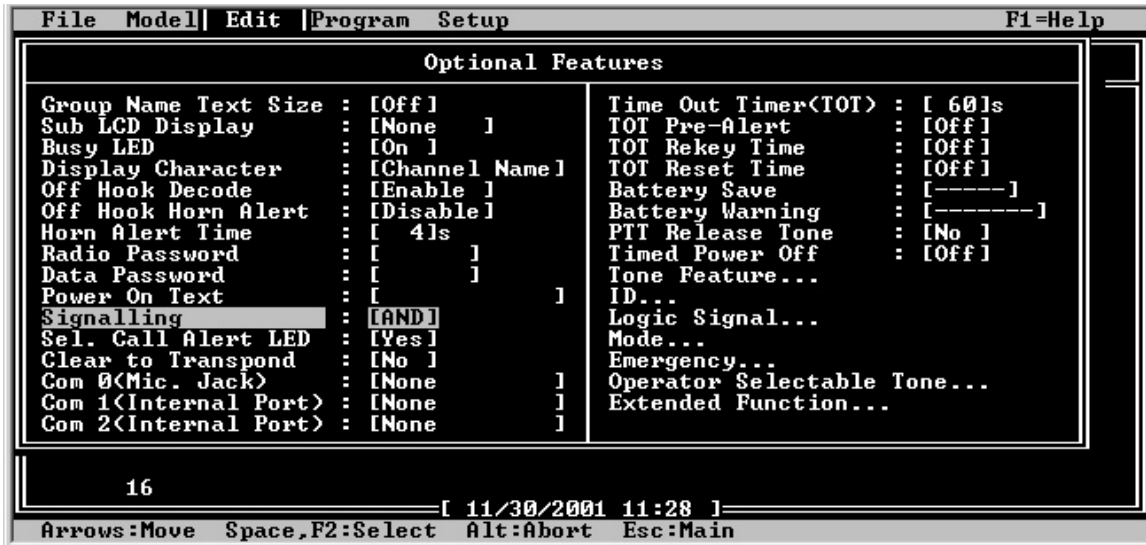 File Model Edit Program Setup F1=Help
Optional Features
Group Name Text Size : [Off]
Sub LCD Display : [None ]
Busy LED : [On ]
Display Character : [Channel Name]
Off Hook Decode : [Enable ]
Off Hook Horn Alert : [Disable]
Horn Alert Time : [ 4]s
Radio Password : [ ]
Data Password : [ ]
Power On Text : [ ]
Signalling : [AND]
Sel. Call Alert LED : [Yes]
Clear to Transpond : [No ]
Com 0(Mic. Jack) : [None ]
Com 1(Internal Port) : [None ]
Com 2(Internal Port) : [None ]
Time Out Timer(TOT) : [ 60]s
TOT Pre-Alert : [Off]
TOT Rekey Time : [Off]
TOT Reset Time : [Off]
Battery Save : [-----]
Battery Warning : [-------]
PTT Release Tone : [No ]
Timed Power Off : [Off]
Tone Feature...
ID...
Logic Signal...
Mode...
Emergency...
Operator Selectable Tone...
Extended Function...
16
[ 11/30/2001 11:28 ]
Arrows:Move Space,F2:Select Alt:Abort Esc:Main